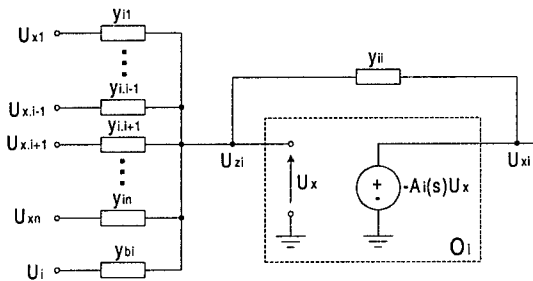 Ux1
yi1
Ux.i-1
yi.i-1
Ux.i+1
yi.i+1
Uxn
yin
Ui
ybi
yii
Uzi
Ux
+
-
-Ai(s)Ux
Uxi
Oi